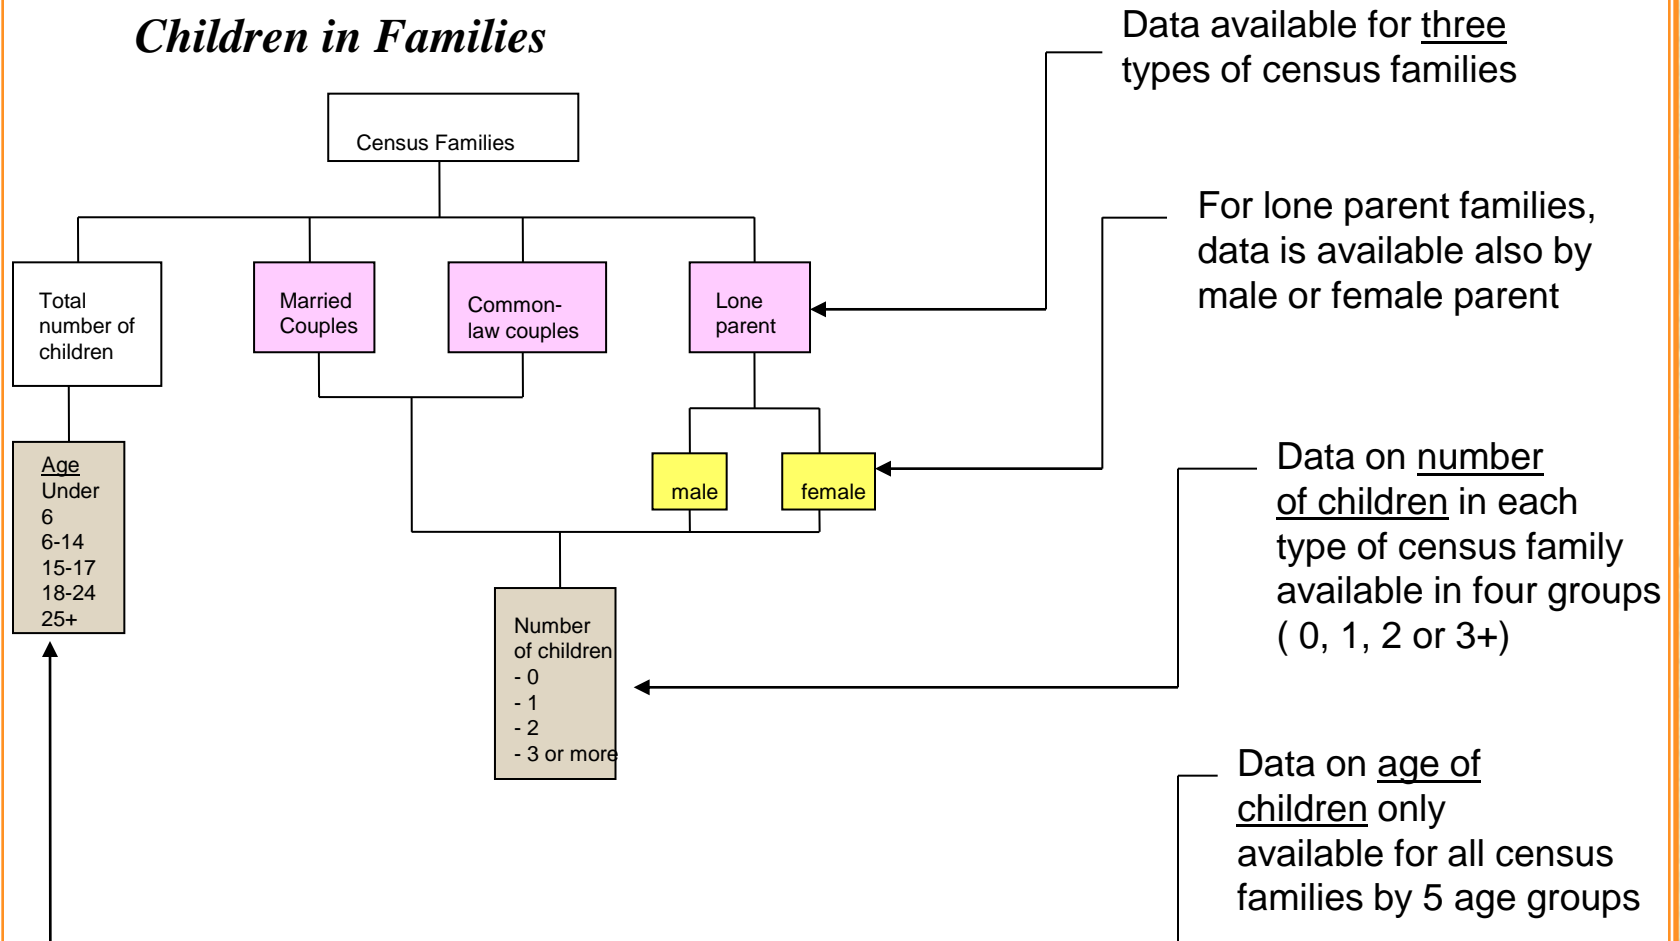 Children in Families
Data available for three
types of census families
Census Families
For lone parent families,
data is available also by
male or female parent
Total
number of
children
Married
Couples
Common-
law couples
Lone
parent
Age
Under
6
6-14
15-17
18-24
25+
male
female
Data on number
of children in each
type of census family
available in four groups
( 0, 1, 2 or 3+)
Number
of children
- 0
- 1
- 2
- 3 or more
Data on age of
children only
available for all census
families by 5 age groups